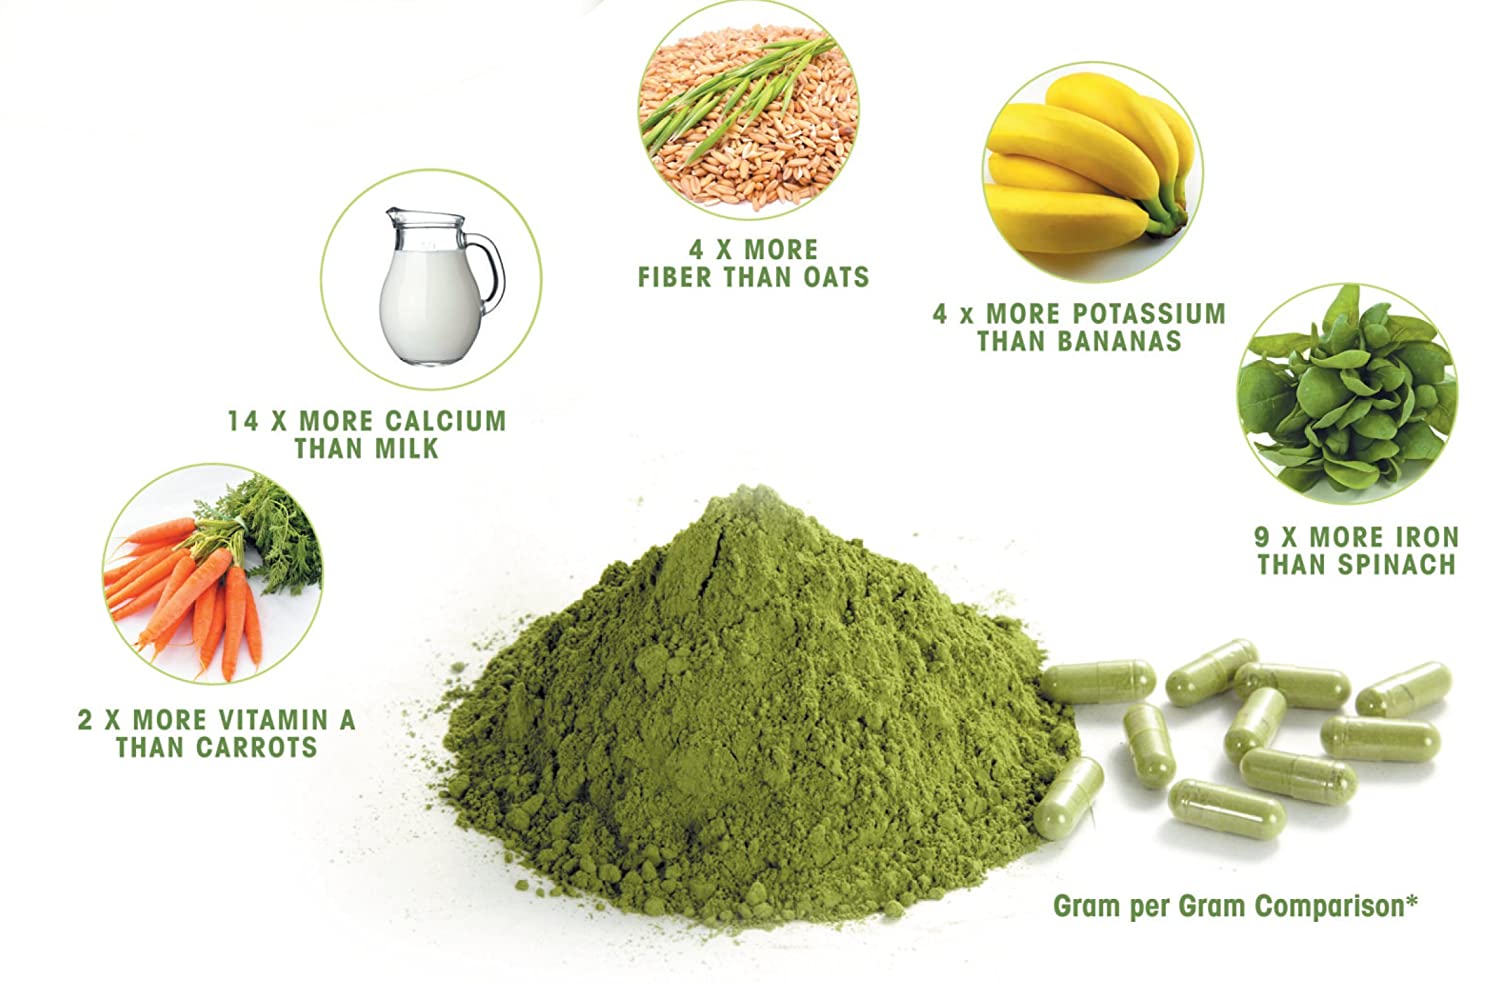 4 X MORE
FIBER THAN OATS
4 x MORE POTASSIUM
THAN BANANAS
14 X MORE CALCIUM
THAN MILK
9 X MORE IRON
THAN SPINACH
2 X MORE VITAMIN A
THAN CARROTS
Gram per Gram Comparison*